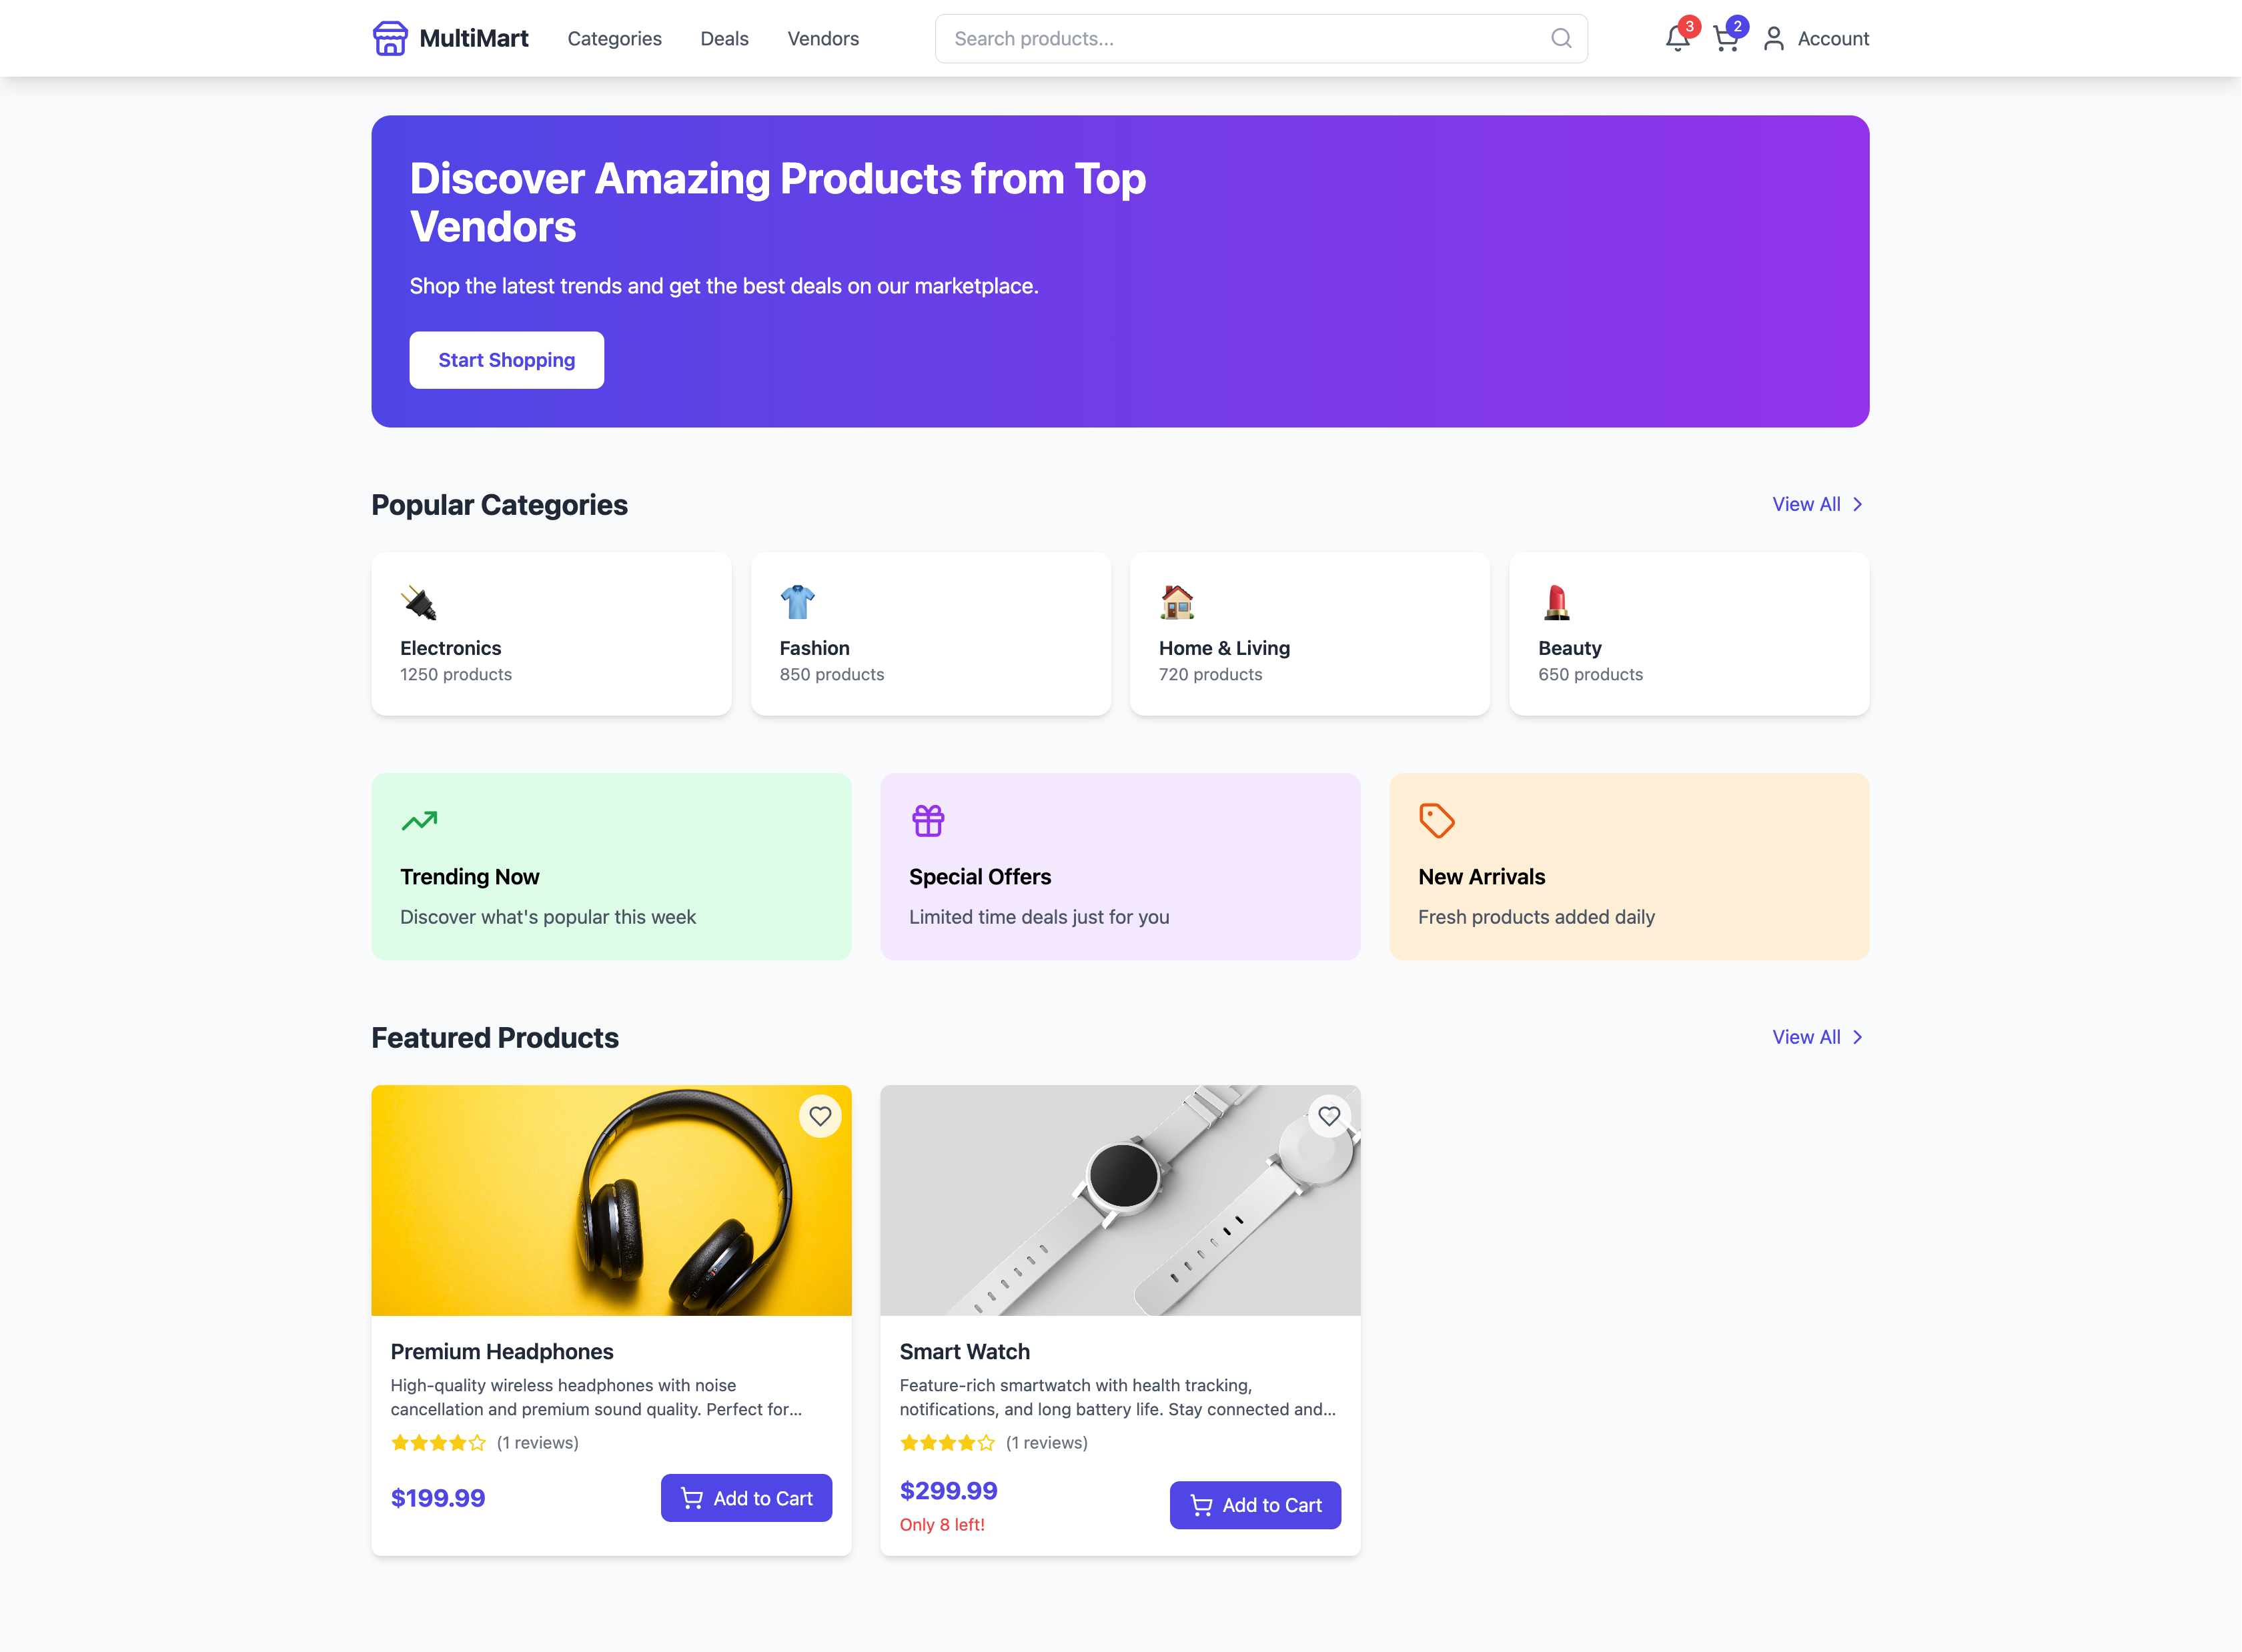 MultiMart
Categories
Deals
Vendors
Search products...
3
2
Account
Discover Amazing Products from Top
Vendors
Shop the latest trends and get the best deals on our marketplace.
Start Shopping
Popular Categories
View All
Electronics
1250 products
Fashion
850 products
Home & Living
720 products
Beauty
650 products
Trending Now
Discover what's popular this week
Special Offers
Limited time deals just for you
New Arrivals
Fresh products added daily
Featured Products
View All
Premium Headphones
High-quality wireless headphones with noise
cancellation and premium sound quality. Perfect for...
(1 reviews)
$199.99
Add to Cart
Smart Watch
Feature-rich smartwatch with health tracking,
notifications, and long battery life. Stay connected and...
(1 reviews)
$299.99
Only 8 left!
Add to Cart